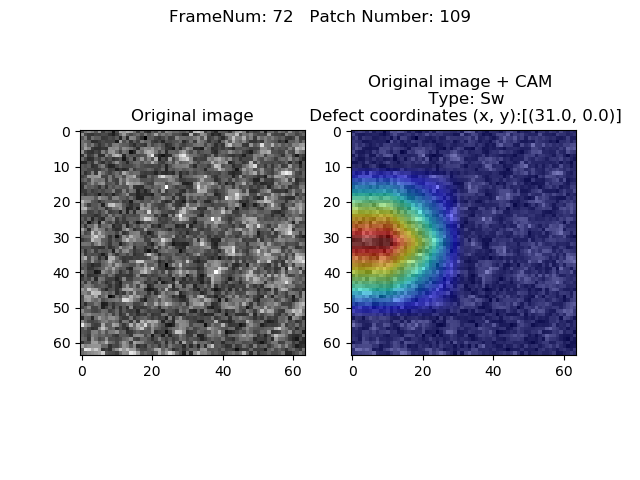 FrameNum: 72   Patch Number: 109
Original image
0
10
20
30
40
50
60
0 20 40 60
Original image + CAM
Type: Sw
Defect coordinates (x, y):[(31.0, 0.0)]
0
10
20
30
40
50
60
0 20 40 60